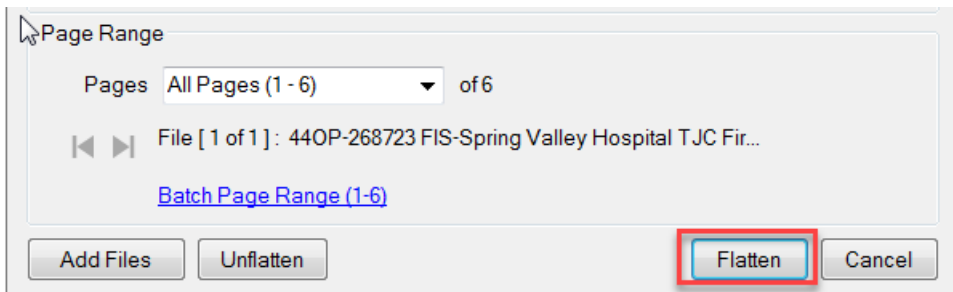 Page Range
Pages All Pages (1 - 6) of 6
File [ 1 of 1 ] : 44OP-268723 FIS-Spring Valley Hospital TJC Fir...
Batch Page Range (1-6)
Add Files Unflatten Flatten Cancel